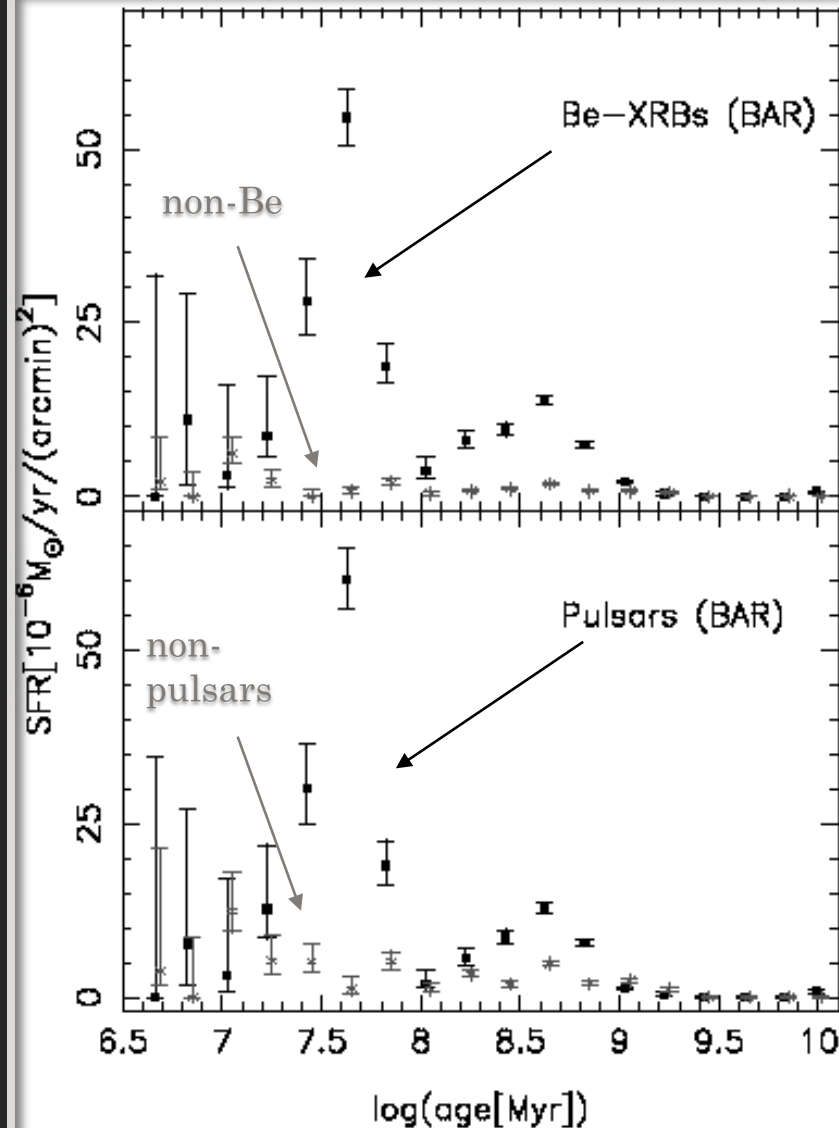 Be-XRBs (BAR)
non-Be
50
25
0
SFR[10⁻⁶M⊙/yr/(arcmin)²]
Pulsars (BAR)
non-
pulsars
50
25
0
6.5 7 7.5 8 8.5 9 9.5 10
log(age[Myr])